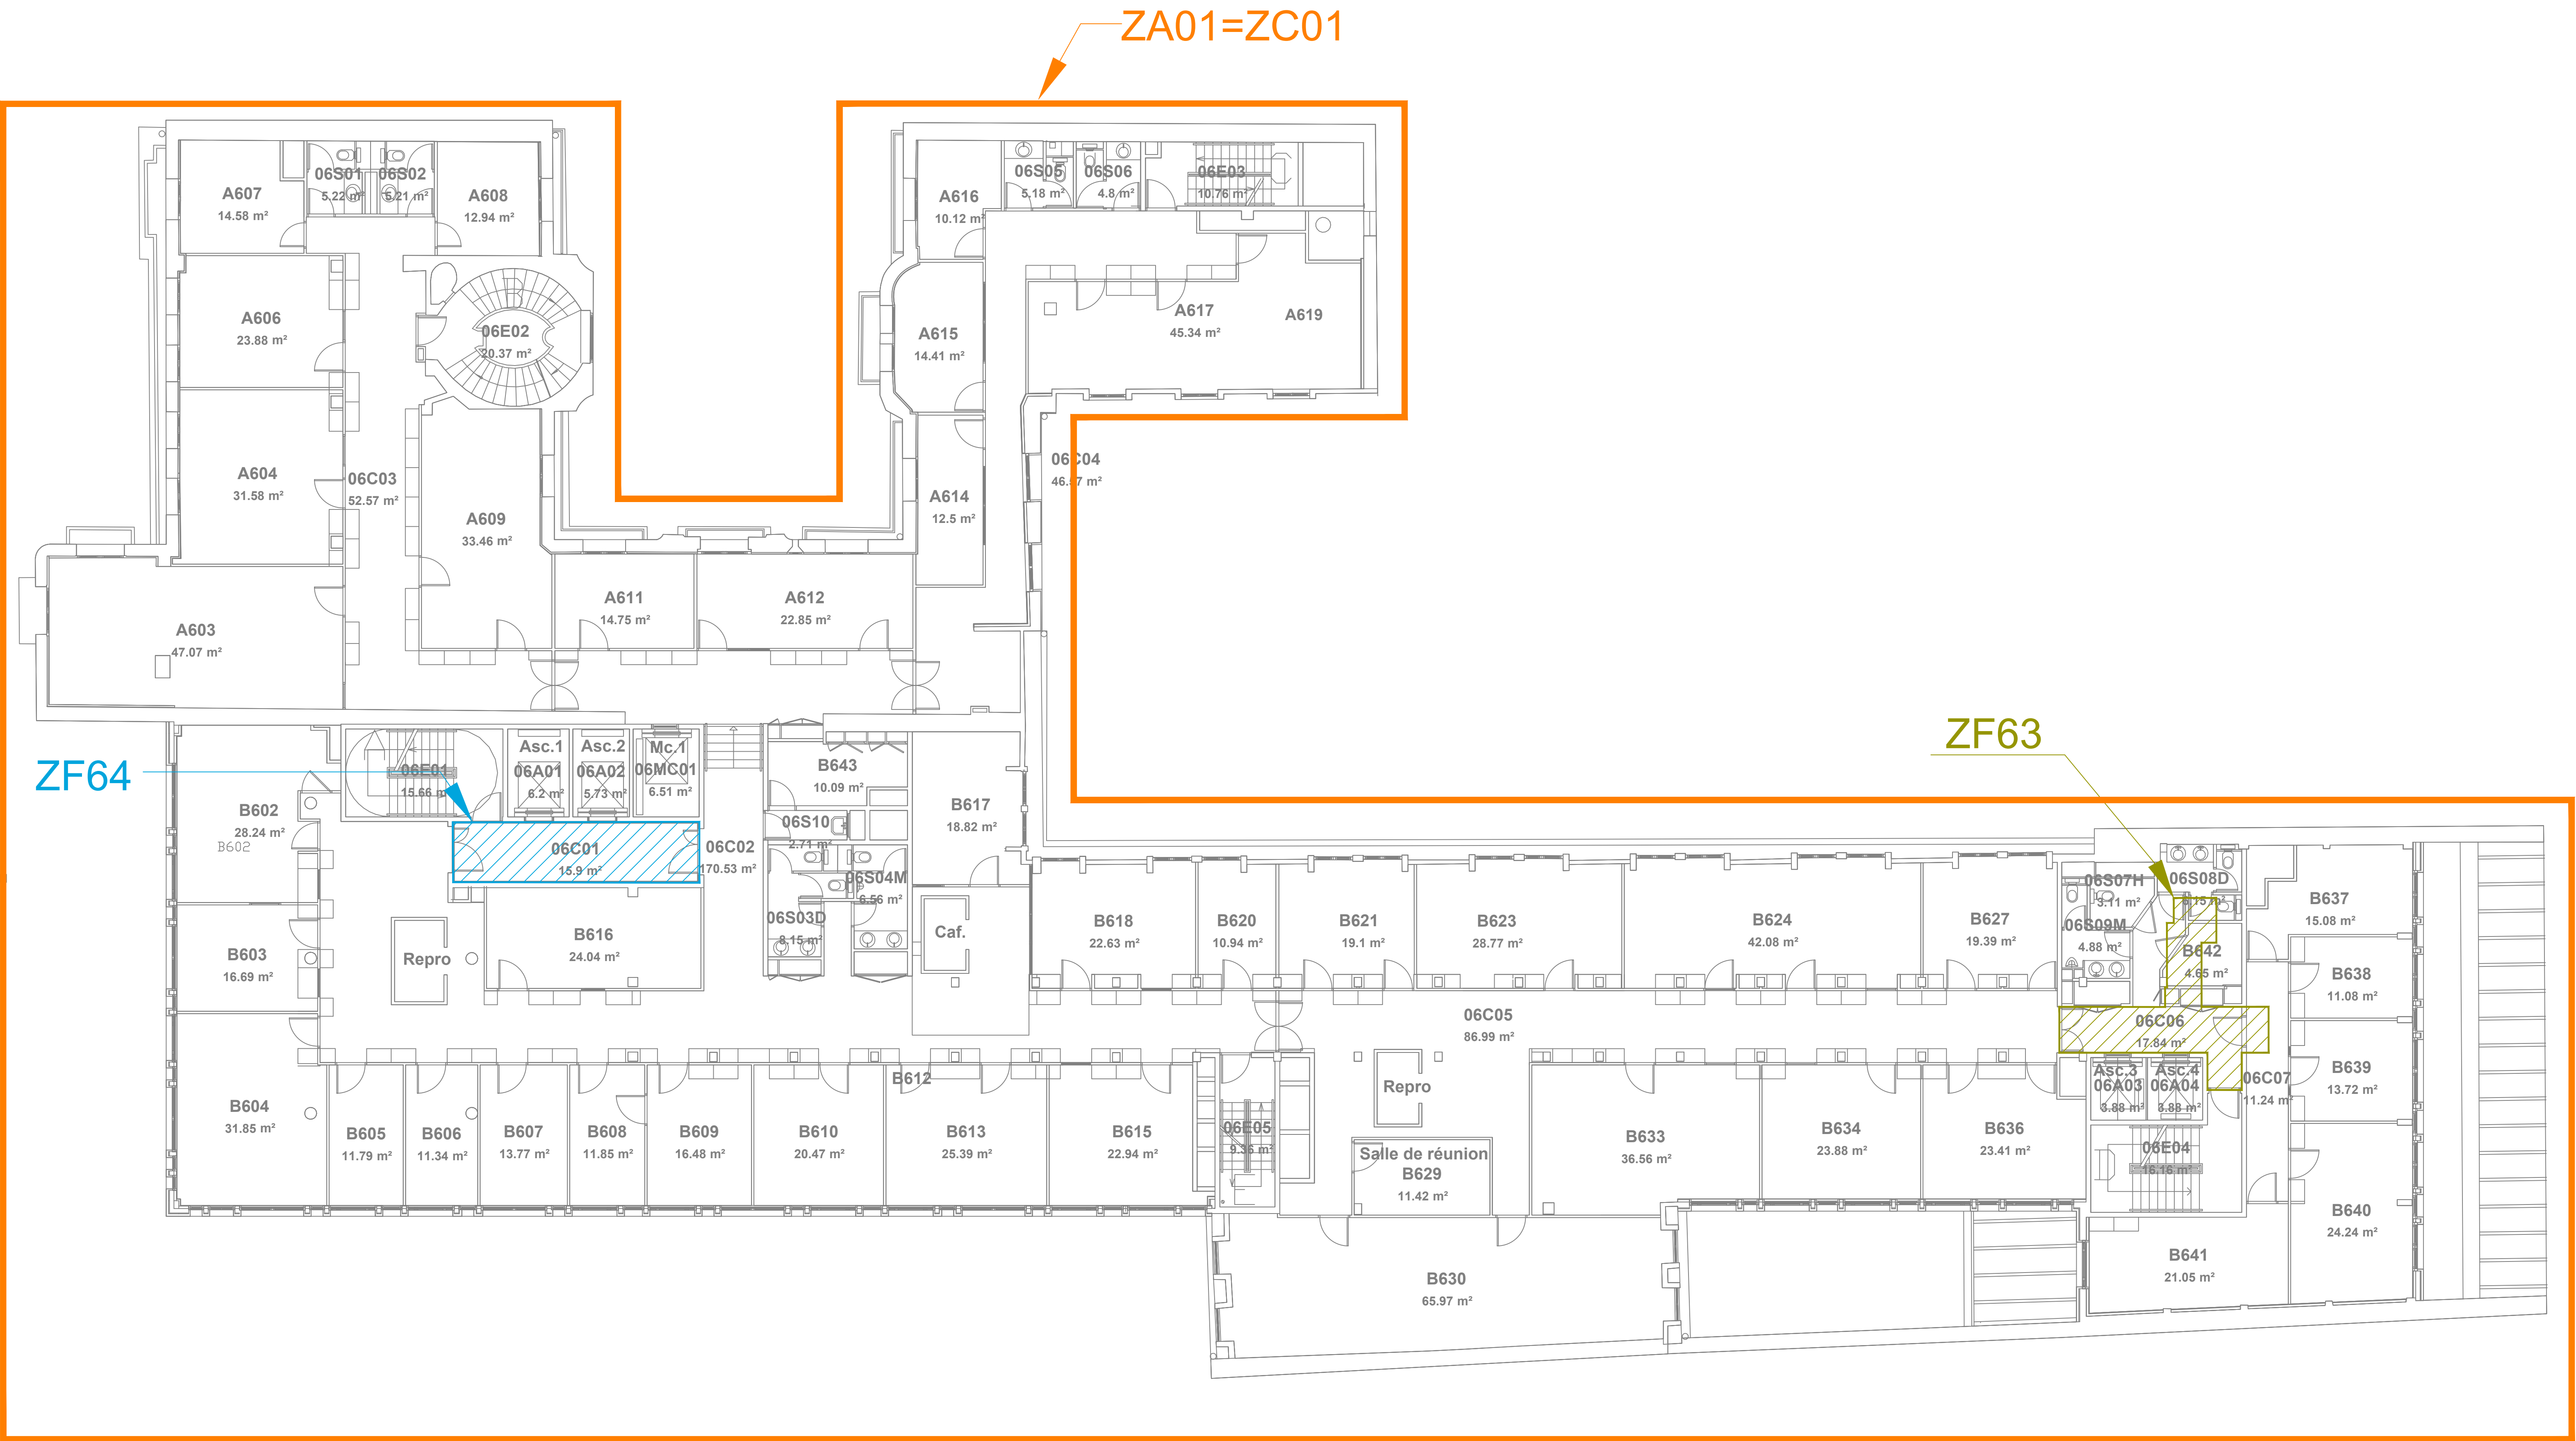 ZA01=ZC01
A607
14.58 m²
06S01
5.22 m²
06S02
5.21 m²
A608
12.94 m²
A616
10.12 m²
06S05
5.18 m²
06S06
4.8 m²
06E03
10.76 m²
A606
23.88 m²
06E02
20.37 m²
A615
14.41 m²
A617
45.34 m²
A619
A604
31.58 m²
06C03
52.57 m²
A609
33.46 m²
A614
12.5 m²
06C04
46.57 m²
A611
14.75 m²
A612
22.85 m²
A603
47.07 m²
ZF64
ZF63
06E01
15.66 m²
Asc.1
06A01
6.2 m²
Asc.2
06A02
5.73 m²
Mc.1
06MC01
6.51 m²
B643
10.09 m²
B617
18.82 m²
B602
28.24 m²
B602
06C01
15.9 m²
06C02
170.53 m²
06S10
2.71 m²
06S04M
6.56 m²
06S03D
8.15 m²
B603
16.69 m²
Repro
B616
24.04 m²
Caf.
B618
22.63 m²
B620
10.94 m²
B621
19.1 m²
B623
28.77 m²
B624
42.08 m²
B627
19.39 m²
06S07H
3.11 m²
06S08D
6.15 m²
06S09M
4.88 m²
B642
4.65 m²
B637
15.08 m²
B638
11.08 m²
06C05
86.99 m²
06C06
17.84 m²
B639
13.72 m²
B604
31.85 m²
B605
11.79 m²
B606
11.34 m²
B607
13.77 m²
B608
11.85 m²
B609
16.48 m²
B610
20.47 m²
B612
B613
25.39 m²
B615
22.94 m²
06E05
9.36 m²
Repro
Salle de réunion
B629
11.42 m²
B633
36.56 m²
B634
23.88 m²
B636
23.41 m²
Asc.3
06A03
3.88 m²
Asc.4
06A04
3.88 m²
06C07
11.24 m²
06E04
16.16 m²
B640
24.24 m²
B641
21.05 m²
B630
65.97 m²